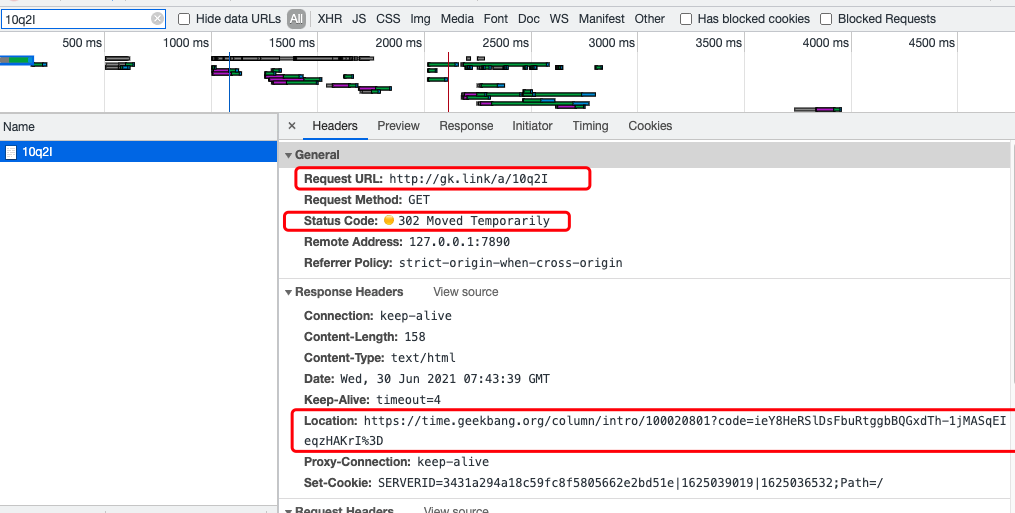 10q2I Hide data URLs All XHR JS CSS Img Media Font Doc WS Manifest Other Has blocked cookies Blocked Requests
500 ms 1000 ms 1500 ms 2000 ms 2500 ms 3000 ms 3500 ms 4000 ms 4500 ms
Name × Headers Preview Response Initiator Timing Cookies
10q2I
General
Request URL: http://gk.link/a/10q2I
Request Method: GET
Status Code: 302 Moved Temporarily
Remote Address: 127.0.0.1:7890
Referrer Policy: strict-origin-when-cross-origin
Response Headers View source
Connection: keep-alive
Content-Length: 158
Content-Type: text/html
Date: Wed, 30 Jun 2021 07:43:39 GMT
Keep-Alive: timeout=4
Location: https://time.geekbang.org/column/intro/100020801?code=ieY8HeRSlDsFbuRtggbBQGxdTh-1jMASqEI
eqzHAKrI%3D
Proxy-Connection: keep-alive
Set-Cookie: SERVERID=3431a294a18c59fc8f5805662e2bd51e|1625039019|1625036532;Path=/
Request Headers View source